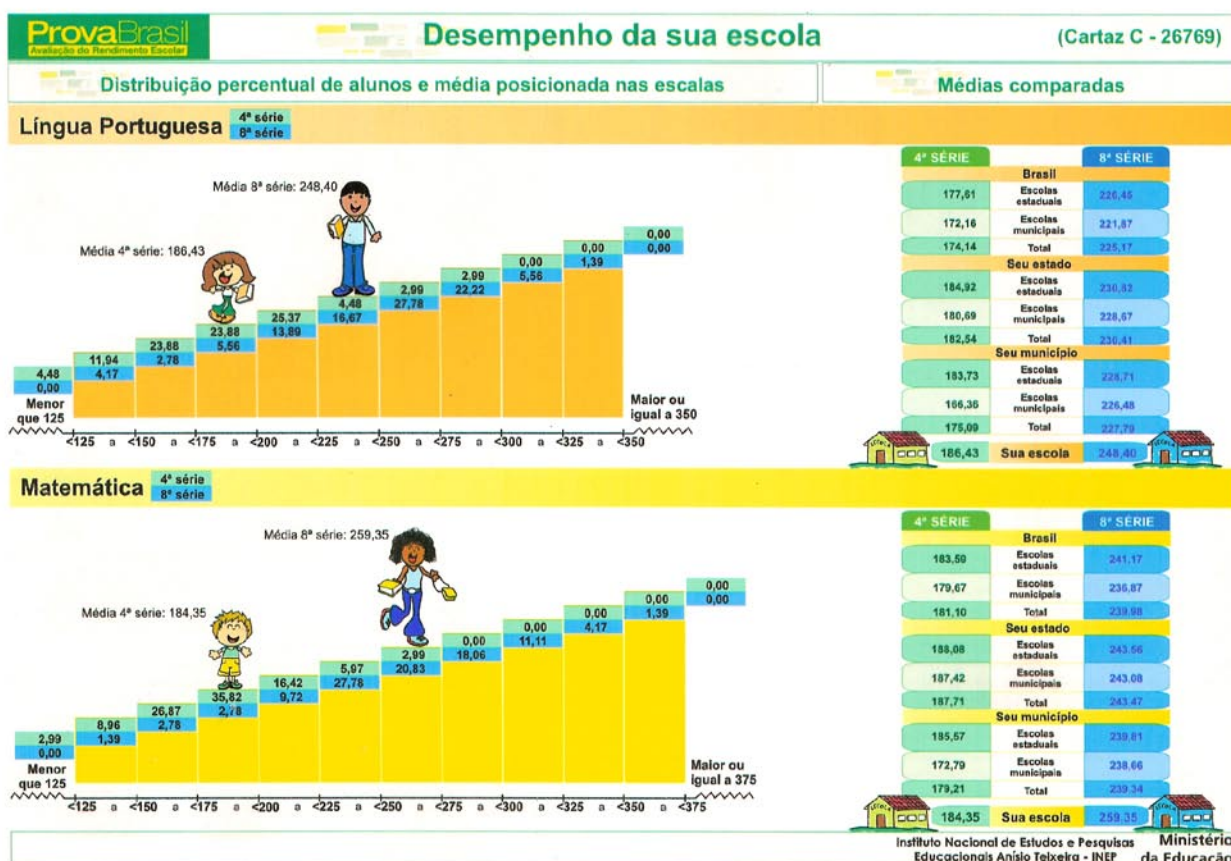 ProvaBrasil
Avaliação do Rendimento Escolar
Desempenho da sua escola
(Cartaz C - 26769)
Distribuição percentual de alunos e média posicionada nas escalas
Médias comparadas
Língua Portuguesa
4ª série
8ª série
Média 8ª série: 248,40
Média 4ª série: 186,43
4,48
0,00
11,94
4,17
23,88
2,78
23,88
5,56
25,37
13,89
4,48
16,67
2,99
27,78
2,99
22,22
0,00
5,56
0,00
1,39
0,00
0,00
Menor
que 125
Maior ou
igual a 350
<125 a <150 a <175 a <200 a <225 a <250 a <275 a <300 a <325 a <350
4ª SÉRIE 8ª SÉRIE
Brasil
177,61 Escolas estaduais 226,45
172,16 Escolas municipais 221,87
174,14 Total 225,17
Seu estado
184,92 Escolas estaduais 230,82
180,69 Escolas municipais 228,67
182,54 Total 230,41
Seu município
183,73 Escolas estaduais 228,71
166,36 Escolas municipais 226,48
175,09 Total 227,79
ESCOLA
186,43 Sua escola 248,40
Matemática
4ª série
8ª série
Média 8ª série: 259,35
Média 4ª série: 184,35
2,99
0,00
8,96
1,39
26,87
2,78
35,82
2,78
16,42
9,72
5,97
27,78
2,99
20,83
0,00
18,06
0,00
11,11
0,00
4,17
0,00
1,39
0,00
0,00
Menor
que 125
Maior ou
igual a 375
<125 a <150 a <175 a <200 a <225 a <250 a <275 a <300 a <325 a <350 a <375
4ª SÉRIE 8ª SÉRIE
Brasil
183,50 Escolas estaduais 241,17
179,67 Escolas municipais 236,87
181,10 Total 239,98
Seu estado
188,08 Escolas estaduais 243,56
187,42 Escolas municipais 243,08
187,71 Total 243,47
Seu município
185,57 Escolas estaduais 239,81
172,79 Escolas municipais 238,66
179,21 Total 239,34
ESCOLA
184,35 Sua escola 259,35
Instituto Nacional de Estudos e Pesquisas
Educacionais Anísio Teixeira - INEP
Ministério
da Educação